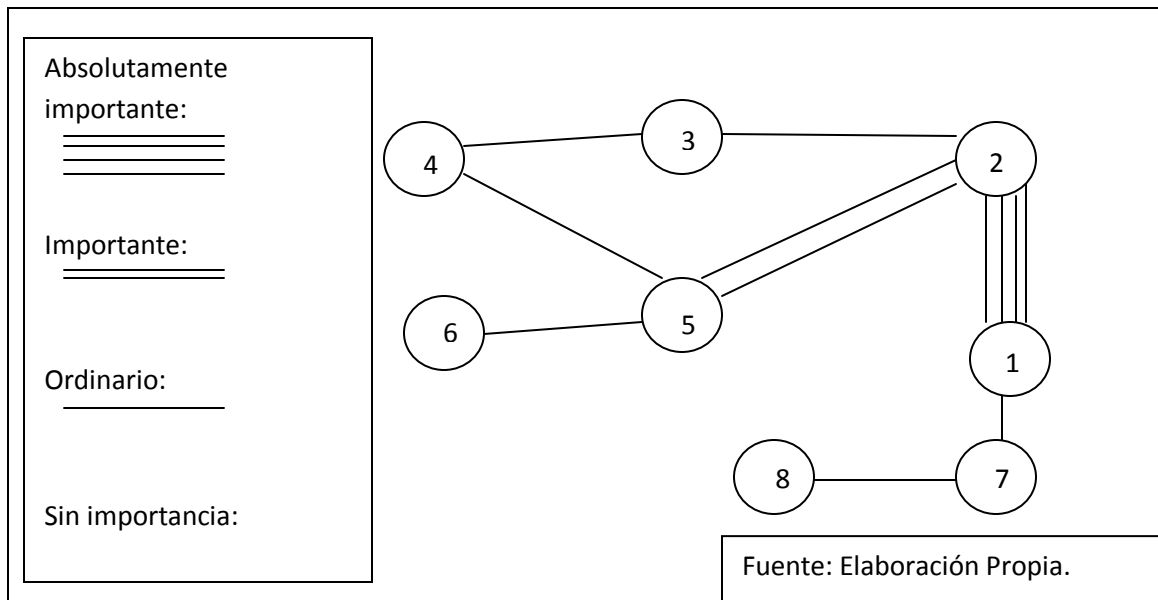 Absolutamente
importante:
Importante:
Ordinario:
Sin importancia:
4
3
2
5
6
1
8
7
Fuente: Elaboración Propia.